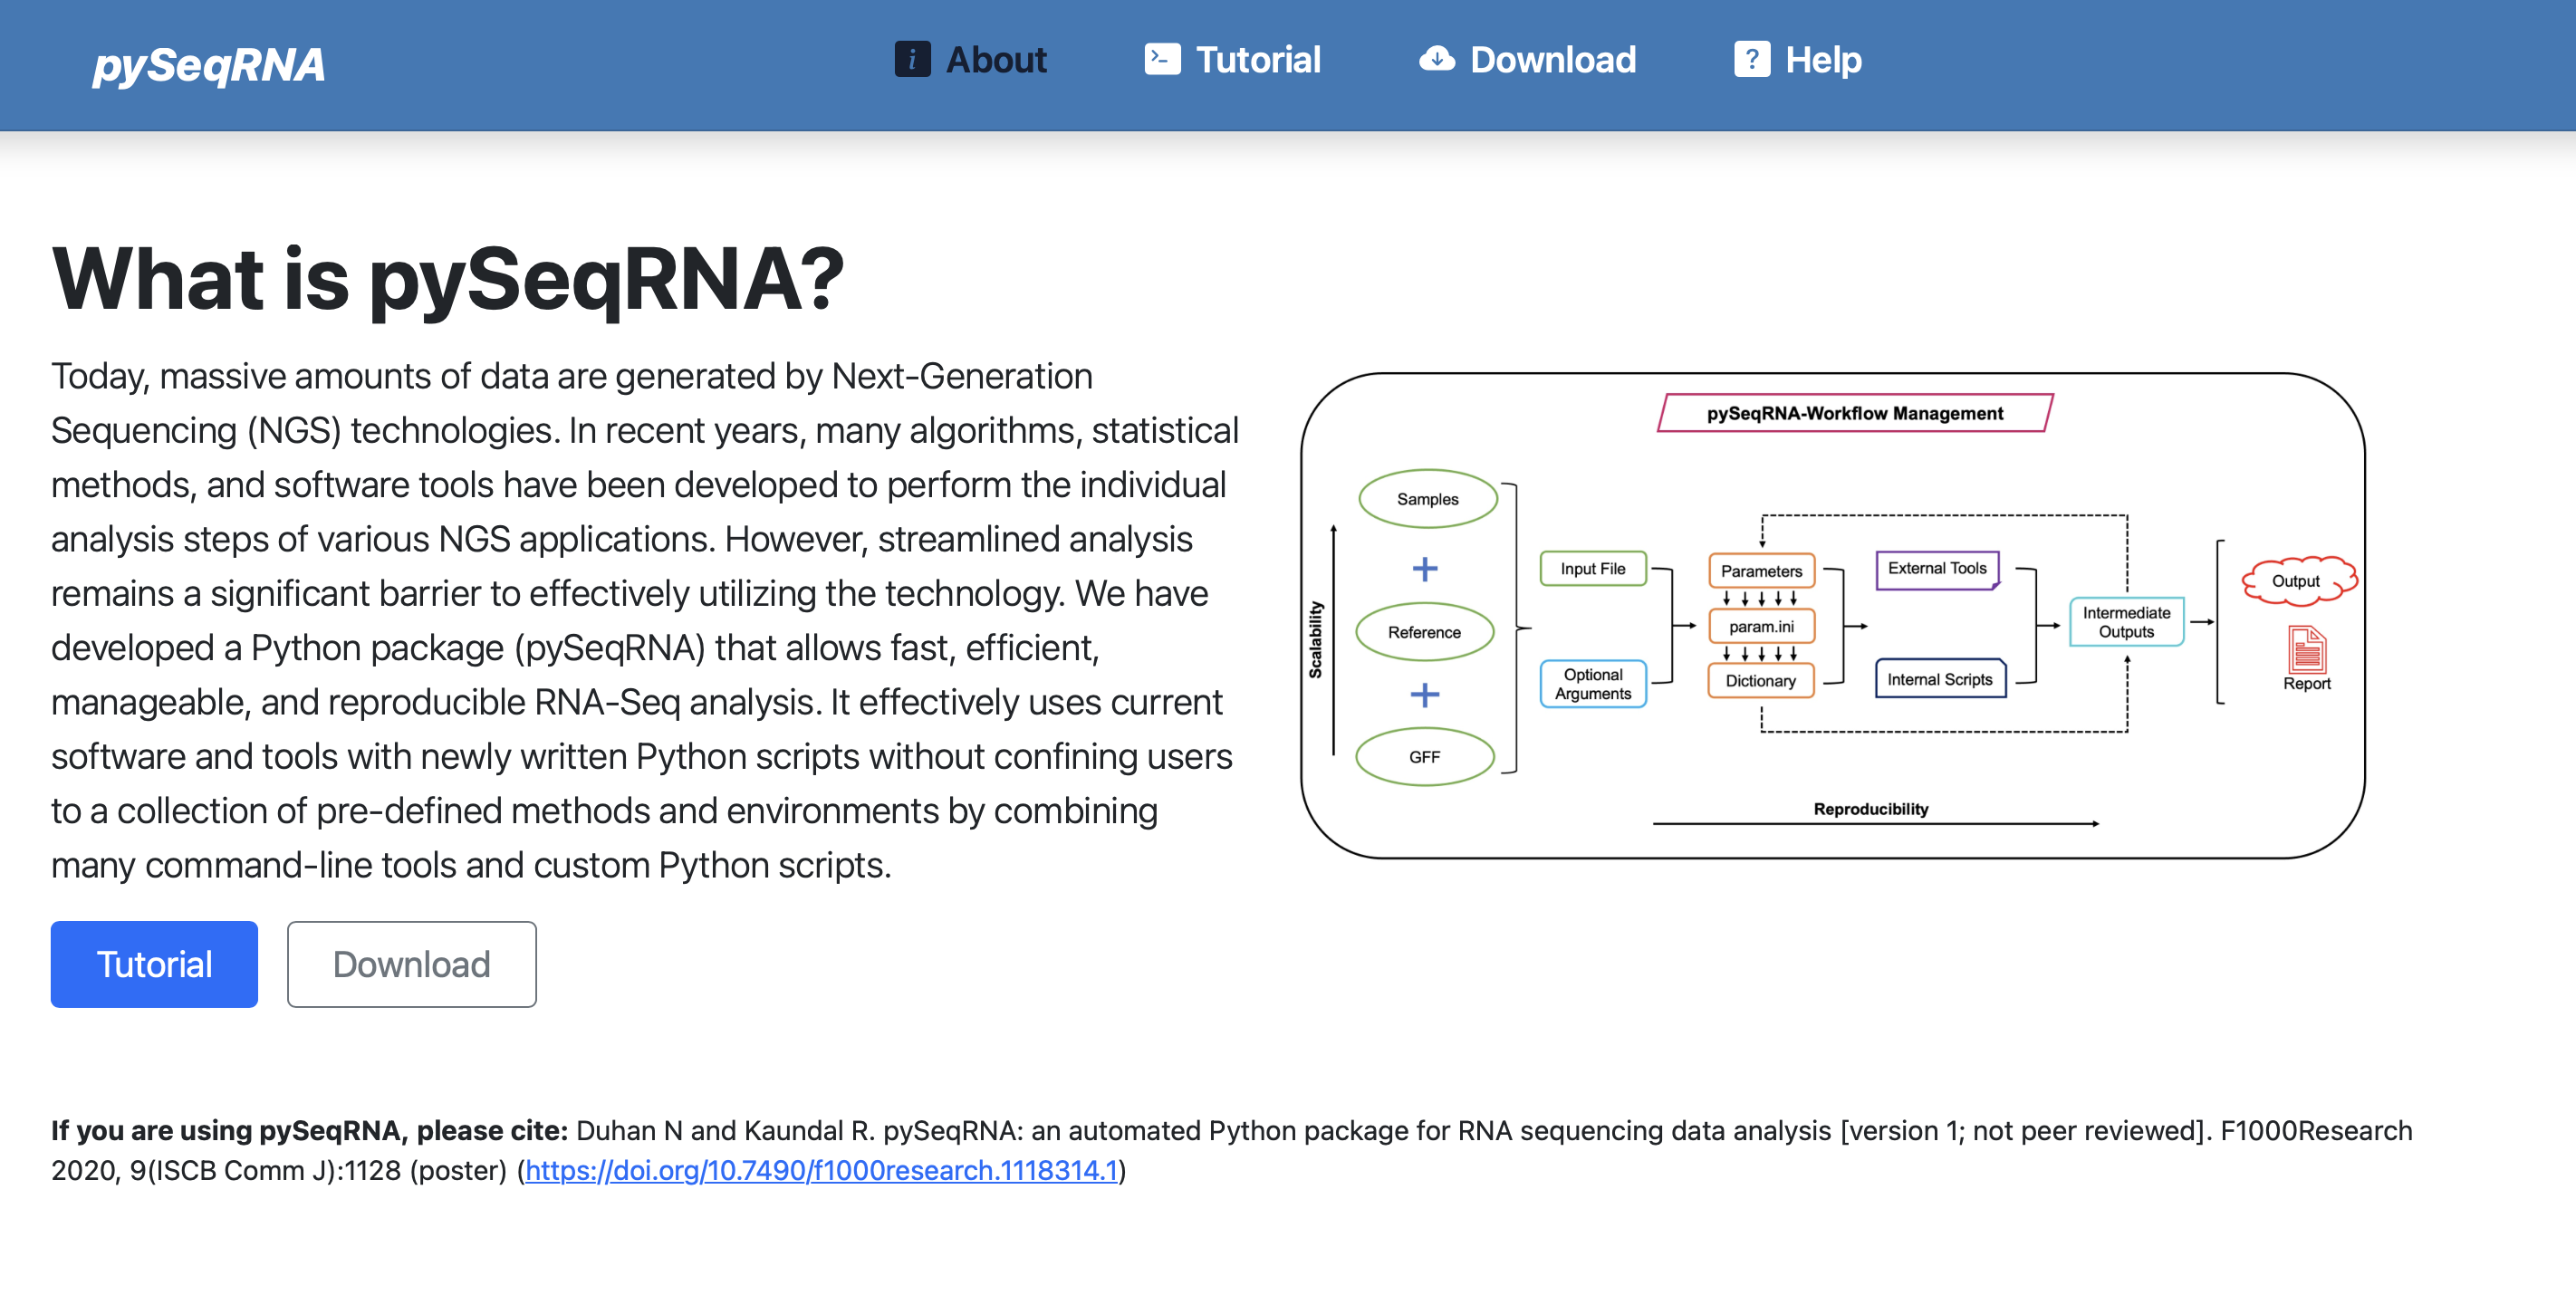 pySeqRNA
About
Tutorial
Download
Help
What is pySeqRNA?
Today, massive amounts of data are generated by Next-Generation
Sequencing (NGS) technologies. In recent years, many algorithms, statistical
methods, and software tools have been developed to perform the individual
analysis steps of various NGS applications. However, streamlined analysis
remains a significant barrier to effectively utilizing the technology. We have
developed a Python package (pySeqRNA) that allows fast, efficient,
manageable, and reproducible RNA-Seq analysis. It effectively uses current
software and tools with newly written Python scripts without confining users
to a collection of pre-defined methods and environments by combining
many command-line tools and custom Python scripts.
Tutorial
Download
pySeqRNA-Workflow Management
Scalability
Samples
+
Reference
+
GFF
Input File
Optional
Arguments
Parameters
param.ini
Dictionary
External Tools
Internal Scripts
Intermediate
Outputs
Output
Report
Reproducibility
If you are using pySeqRNA, please cite: Duhan N and Kaundal R. pySeqRNA: an automated Python package for RNA sequencing data analysis [version 1; not peer reviewed]. F1000Research
2020, 9(ISCB Comm J):1128 (poster) (https://doi.org/10.7490/f1000research.1118314.1)